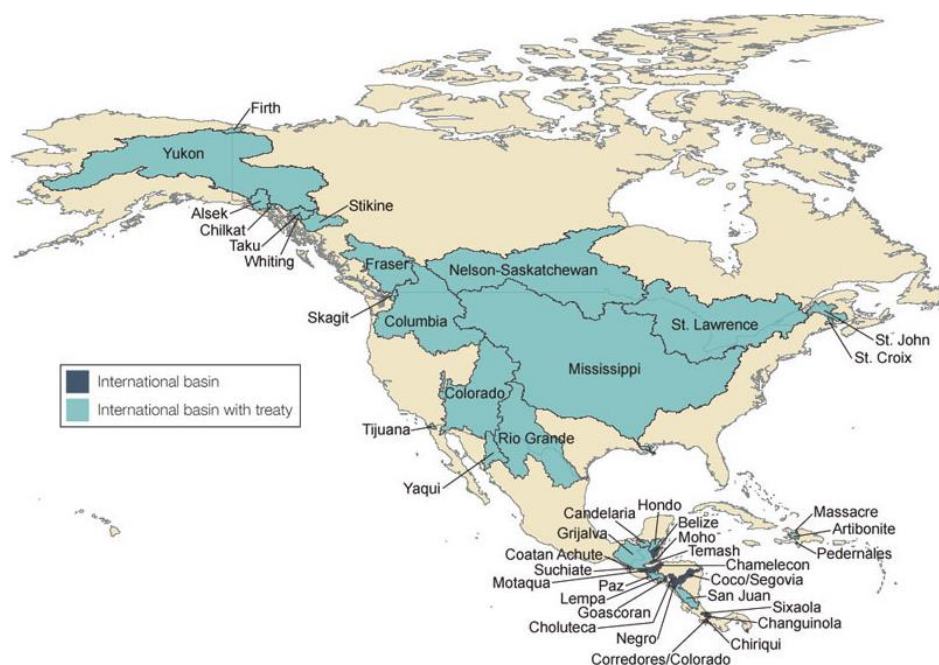 Firth
Yukon
Alsek
Chilkat
Taku
Whiting
Stikine
Fraser
Nelson-Saskatchewan
Skagit
Columbia
St. Lawrence
St. John
St. Croix
Mississippi
International basin
International basin with treaty
Colorado
Tijuana
Rio Grande
Yaqui
Candelaria
Hondo
Grijalva
Belize
Moho
Coatan Achute
Temash
Suchiate
Chamelecon
Motaqua
Coco/Segovia
Paz
Lempa
San Juan
Goascoran
Sixaola
Choluteca
Changuinola
Negro
Chiriqui
Corredores/Colorado
Massacre
Artibonite
Pedernales